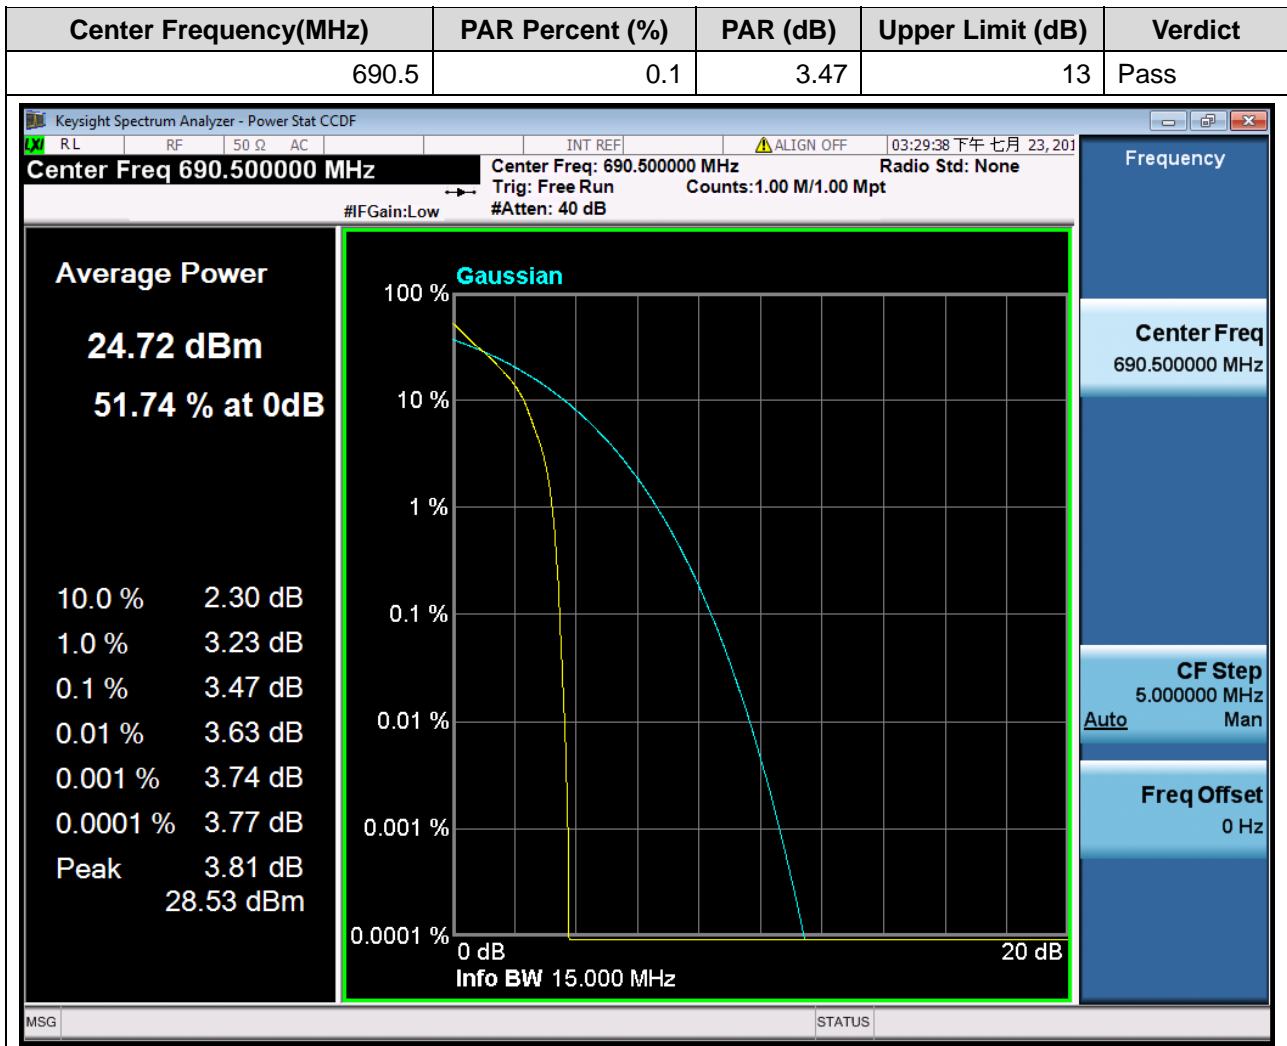 Center Frequency(MHz) PAR Percent (%) PAR (dB) Upper Limit (dB) Verdict
690.5 0.1 3.47 13 Pass
Keysight Spectrum Analyzer - Power Stat CCDF
LXI RL RF 50 Ω AC INT REF ALIGN OFF 03:29:38 下午 七月 23, 201
Center Freq 690.500000 MHz
Center Freq: 690.500000 MHz Radio Std: None
Trig: Free Run Counts:1.00 M/1.00 Mpt
#IFGain:Low #Atten: 40 dB
Average Power
24.72 dBm
51.74 % at 0dB
10.0 % 2.30 dB
1.0 % 3.23 dB
0.1 % 3.47 dB
0.01 % 3.63 dB
0.001 % 3.74 dB
0.0001 % 3.77 dB
Peak 3.81 dB
28.53 dBm
Gaussian
100 %
10 %
1 %
0.1 %
0.01 %
0.001 %
0.0001 %
0 dB 20 dB
Info BW 15.000 MHz
Frequency
Center Freq
690.500000 MHz
CF Step
5.000000 MHz
Auto Man
Freq Offset
0 Hz
MSG STATUS